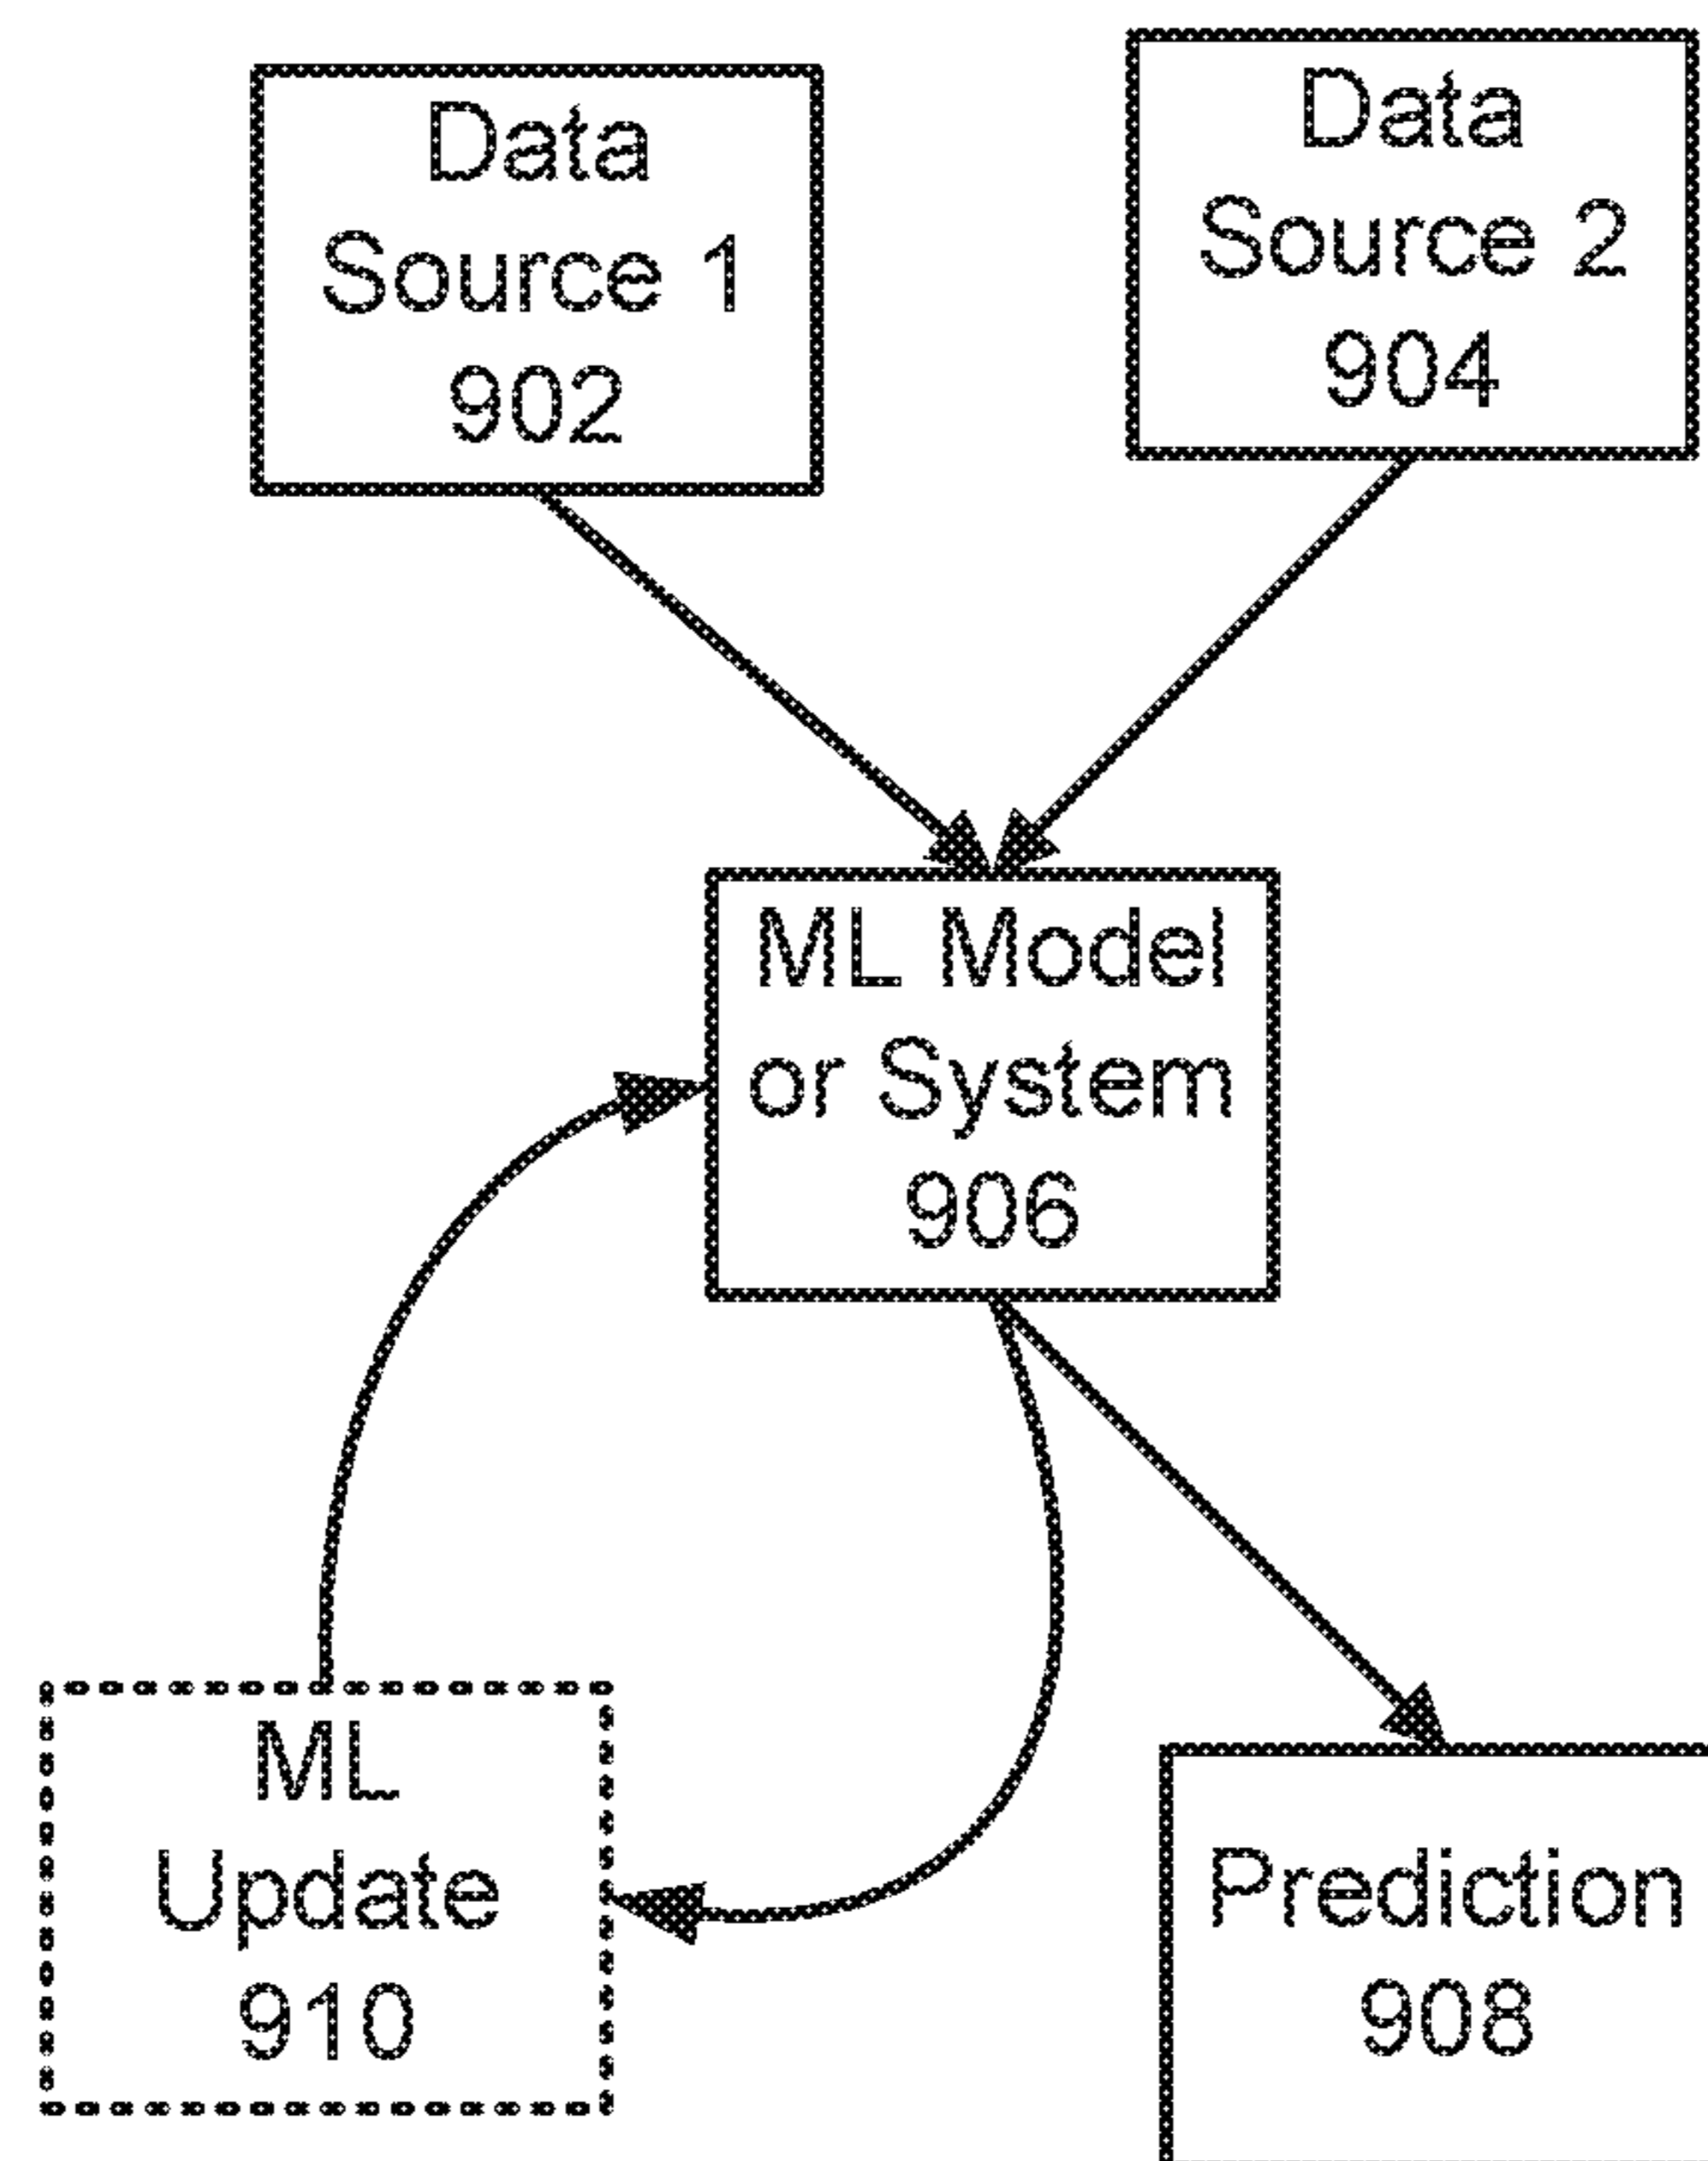 Data
Source 1
902
Data
Source 2
904
ML Model
or System
906
ML
Update
910
Prediction
908